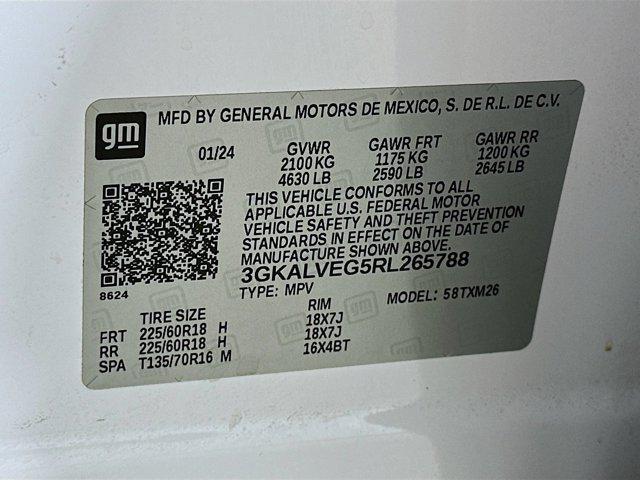 gm
MFD BY GENERAL MOTORS DE MEXICO, S. DE R.L. DE C.V.
01/24 GVWR GAWR FRT GAWR RR
2100 KG 1175 KG 1200 KG
4630 LB 2590 LB 2645 LB
THIS VEHICLE CONFORMS TO ALL
APPLICABLE U.S. FEDERAL MOTOR
VEHICLE SAFETY AND THEFT PREVENTION
STANDARDS IN EFFECT ON THE DATE OF
MANUFACTURE SHOWN ABOVE.
3GKALVEG5RL265788
8624
TYPE: MPV MODEL: 58TXM26
TIRE SIZE RIM
FRT 225/60R18 H 18X7J
RR 225/60R18 H 18X7J
SPA T135/70R16 M 16X4BT